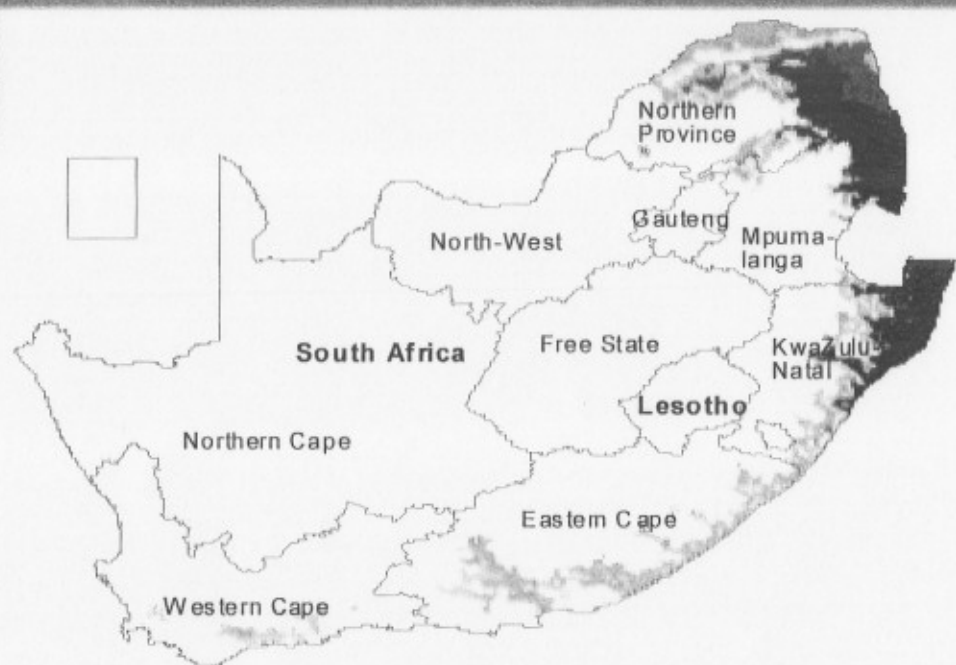 Northern
Province
Gauteng
North-West
Mpuma-
langa
South Africa
Free State
KwaZulu-
Natal
Lesotho
Northern Cape
Eastern Cape
Western Cape